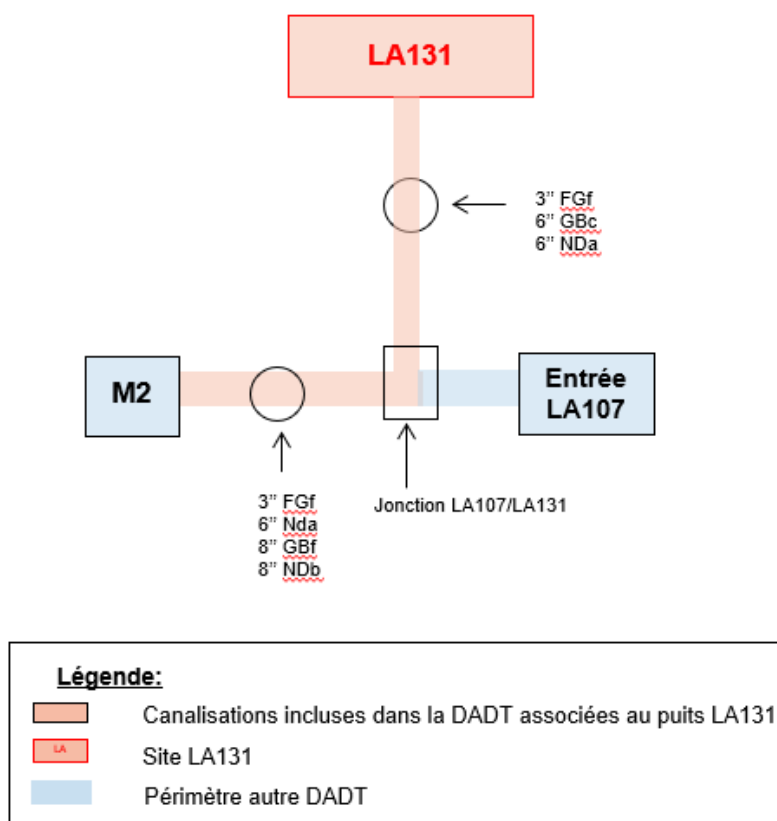 LA131
3” FGf
6” GBc
6” NDa
M2
Entrée
LA107
3” FGf
6” Nda
8” GBf
8” NDb
Jonction LA107/LA131
Légende:
Canalisations incluses dans la DADT associées au puits LA131
LA
Site LA131
Périmètre autre DADT